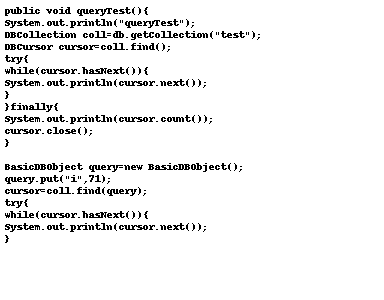 public void queryTest(){
System.out.println("queryTest");
DBCollection coll=db.getCollection("test");
DBCursor cursor=coll.find();
try{
while(cursor.hasNext()){
System.out.println(cursor.next());
}
}finally{
System.out.println(cursor.count());
cursor.close();
}

BasicDBObject query=new BasicDBObject();
query.put("i",71);
cursor=coll.find(query);
try{
while(cursor.hasNext()){
System.out.println(cursor.next());
}